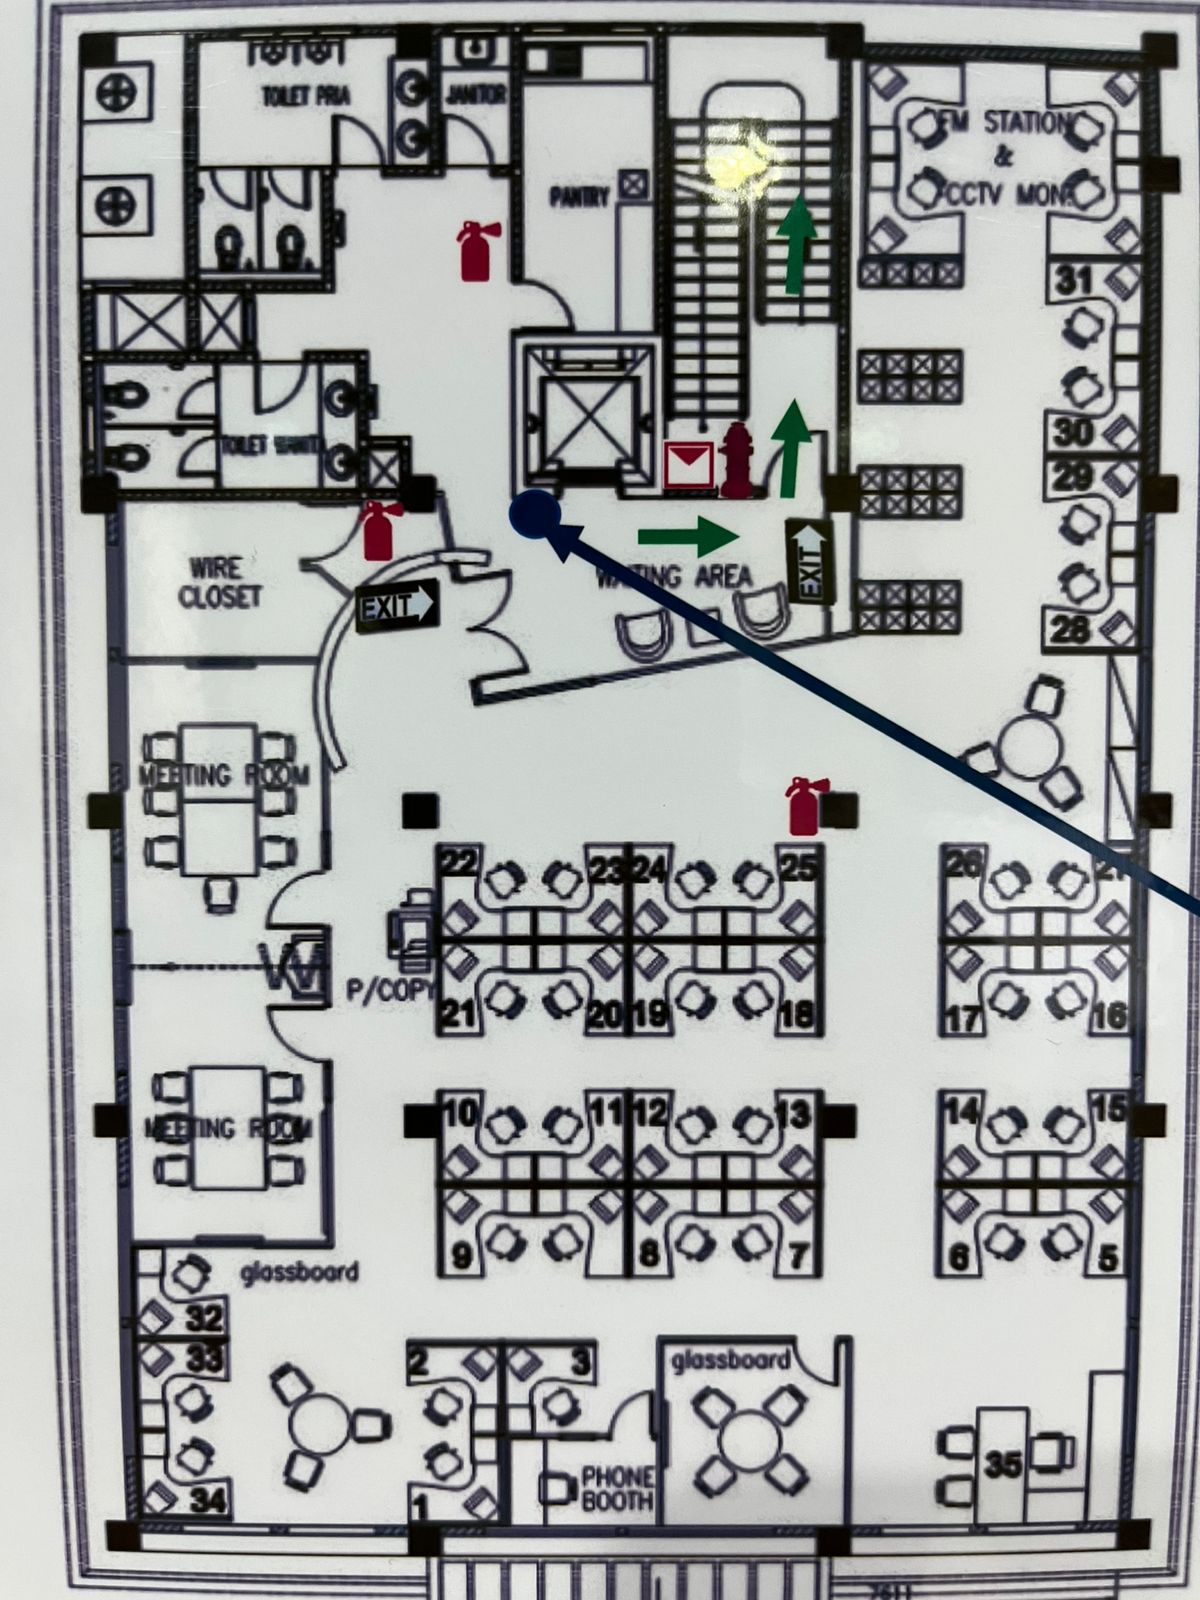 TOILET PRIA
JANITOR
PANTRY
FM STATION
&
CCTV MON.
31
30
29
28
TOILET WANITA
WIRE
CLOSET
EXIT
WAITING AREA
EXIT
MEETING ROOM
22
23
24
25
26
27
P/COPY
21
20
19
18
17
16
MEETING ROOM
10
11
12
13
14
15
9
8
7
6
5
glassboard
32
33
34
2
3
1
glassboard
PHONE
BOOTH
35